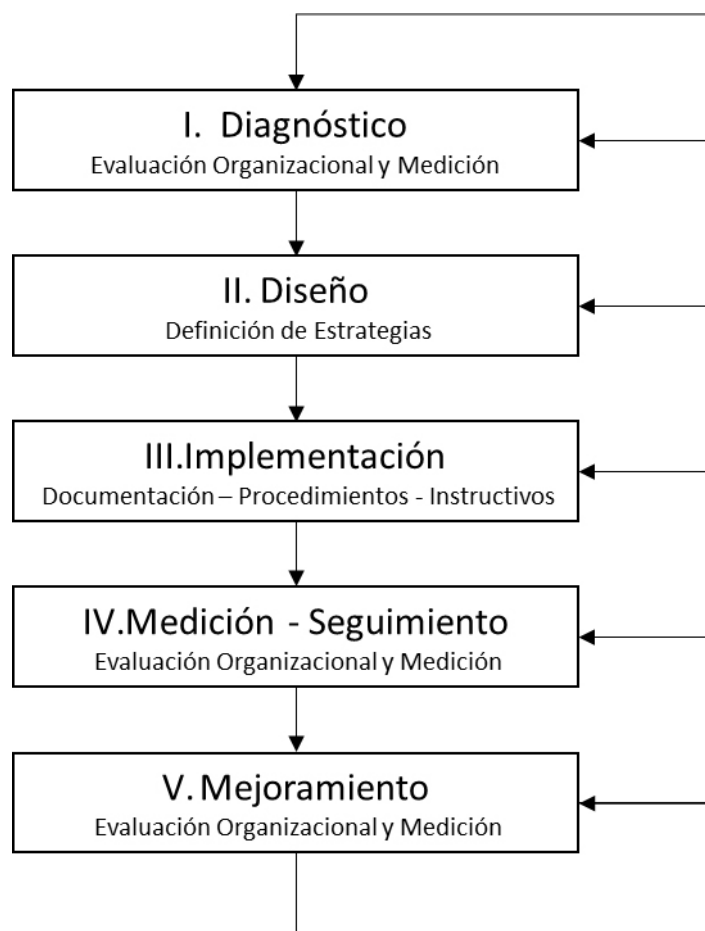 I. Diagnóstico
Evaluación Organizacional y Medición
II. Diseño
Definición de Estrategias
III.Implementación
Documentación – Procedimientos - Instructivos
IV.Medición - Seguimiento
Evaluación Organizacional y Medición
V. Mejoramiento
Evaluación Organizacional y Medición